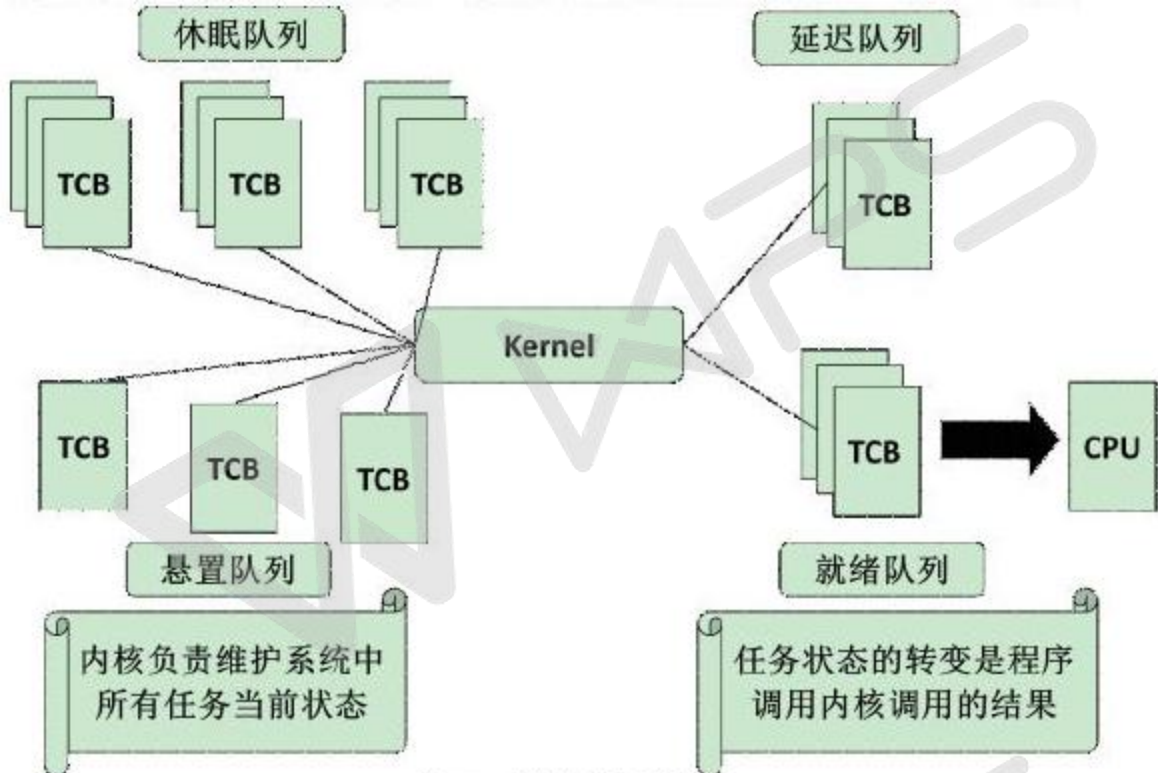 休眠队列
延迟队列
TCB
TCB
TCB
TCB
Kernel
TCB
TCB
TCB
TCB
CPU
悬置队列
就绪队列
内核负责维护系统中
所有任务当前状态
任务状态的转变是程序
调用内核调用的结果
WPS